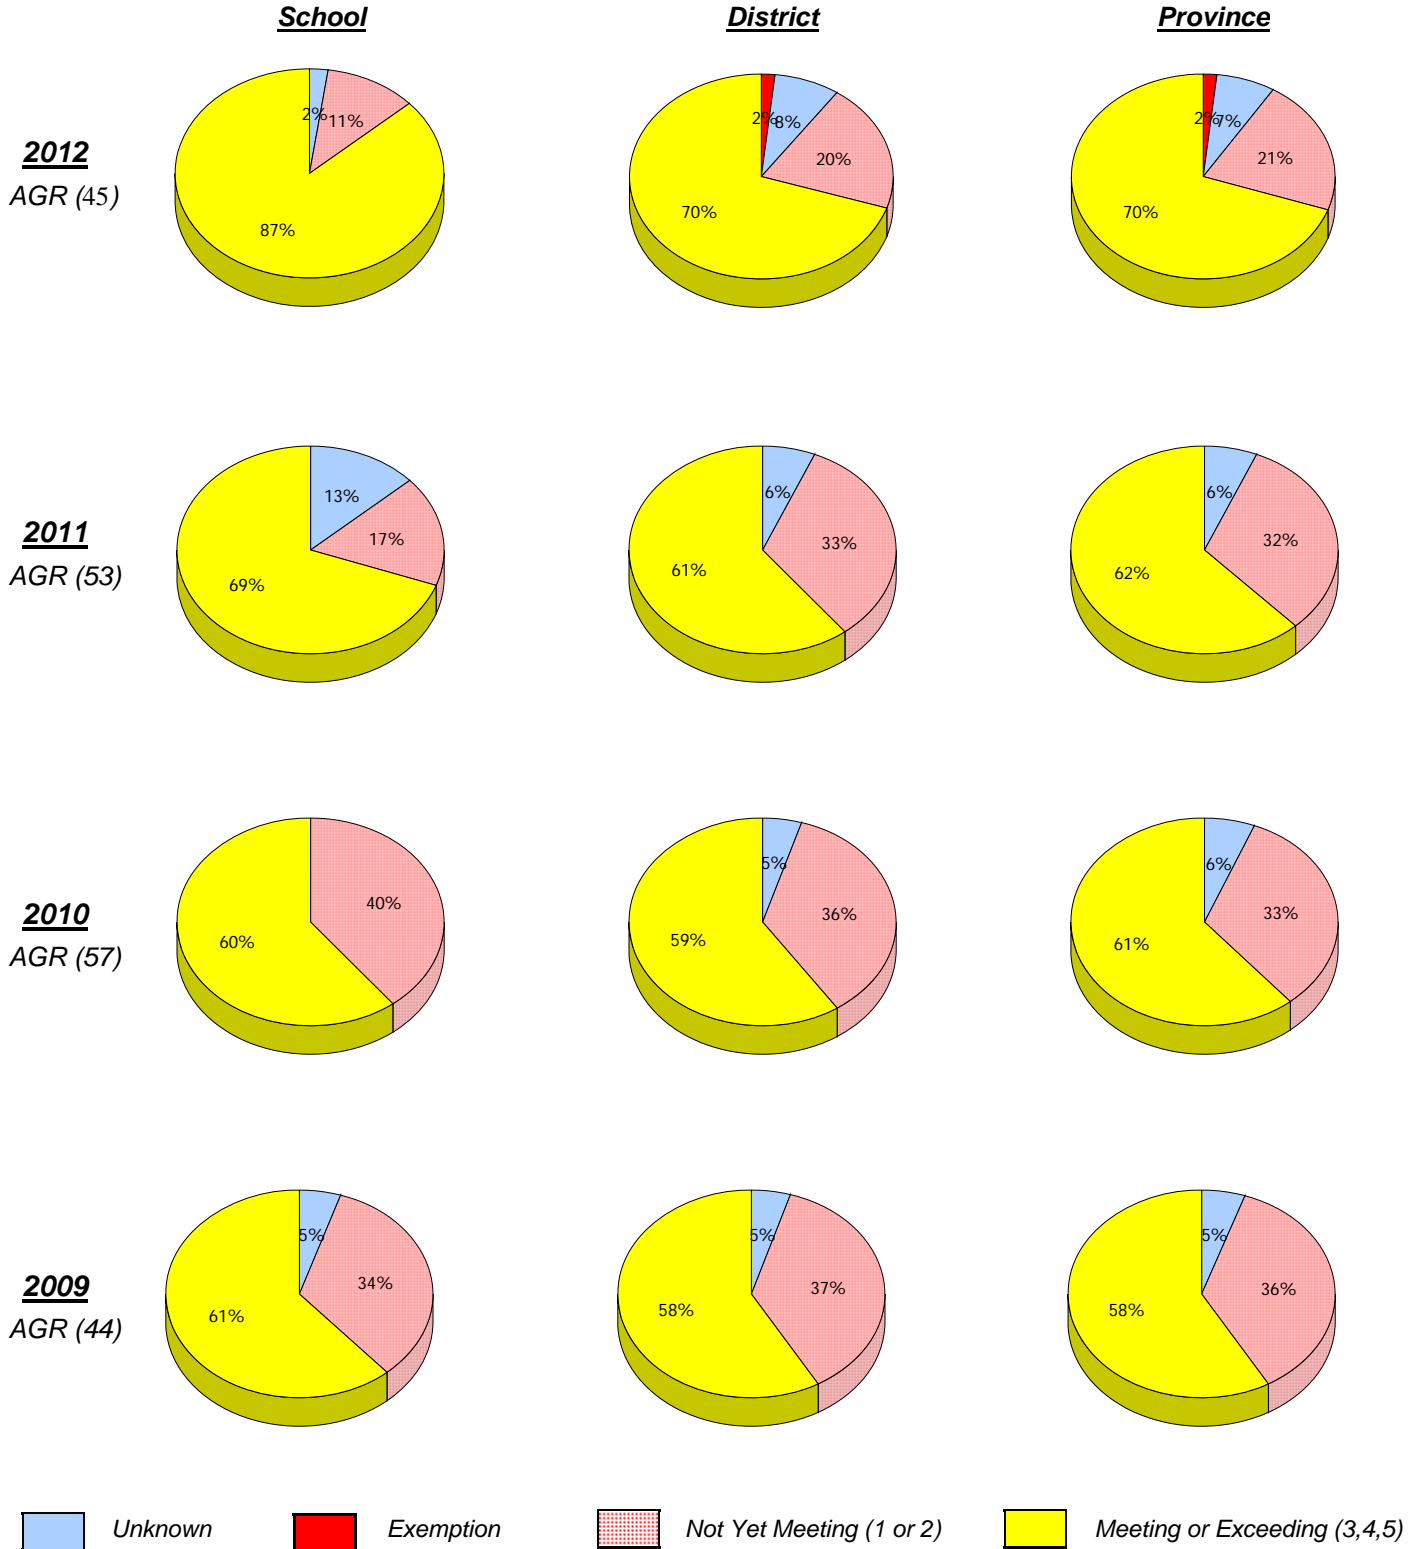 School District Province
2012
AGR (45)
2% 11% 87%
2% 8% 20% 70%
2% 7% 21% 70%
2011
AGR (53)
13% 17% 69%
6% 33% 61%
6% 32% 62%
2010
AGR (57)
40% 60%
5% 36% 59%
6% 33% 61%
2009
AGR (44)
5% 34% 61%
5% 37% 58%
5% 36% 58%
Unknown Exemption Not Yet Meeting (1 or 2) Meeting or Exceeding (3,4,5)